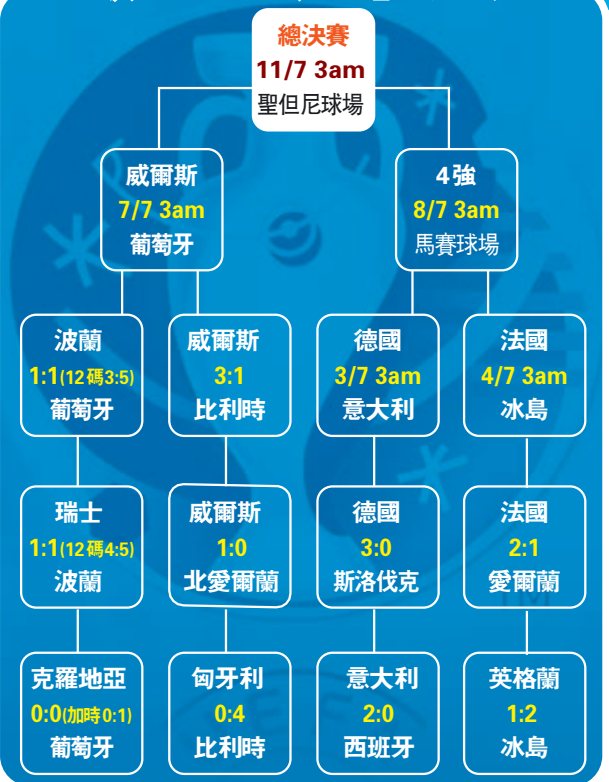 總決賽
11/7 3am
聖但尼球場
威爾斯
7/7 3am
葡萄牙
4強
8/7 3am
馬賽球場
波蘭
1:1(12碼3:5)
葡萄牙
威爾斯
3:1
比利時
德國
3/7 3am
意大利
法國
4/7 3am
冰島
瑞士
1:1(12碼4:5)
波蘭
威爾斯
1:0
北愛爾蘭
德國
3:0
斯洛伐克
法國
2:1
愛爾蘭
克羅地亞
0:0(加時0:1)
葡萄牙
匈牙利
0:4
比利時
意大利
2:0
西班牙
英格蘭
1:2
冰島